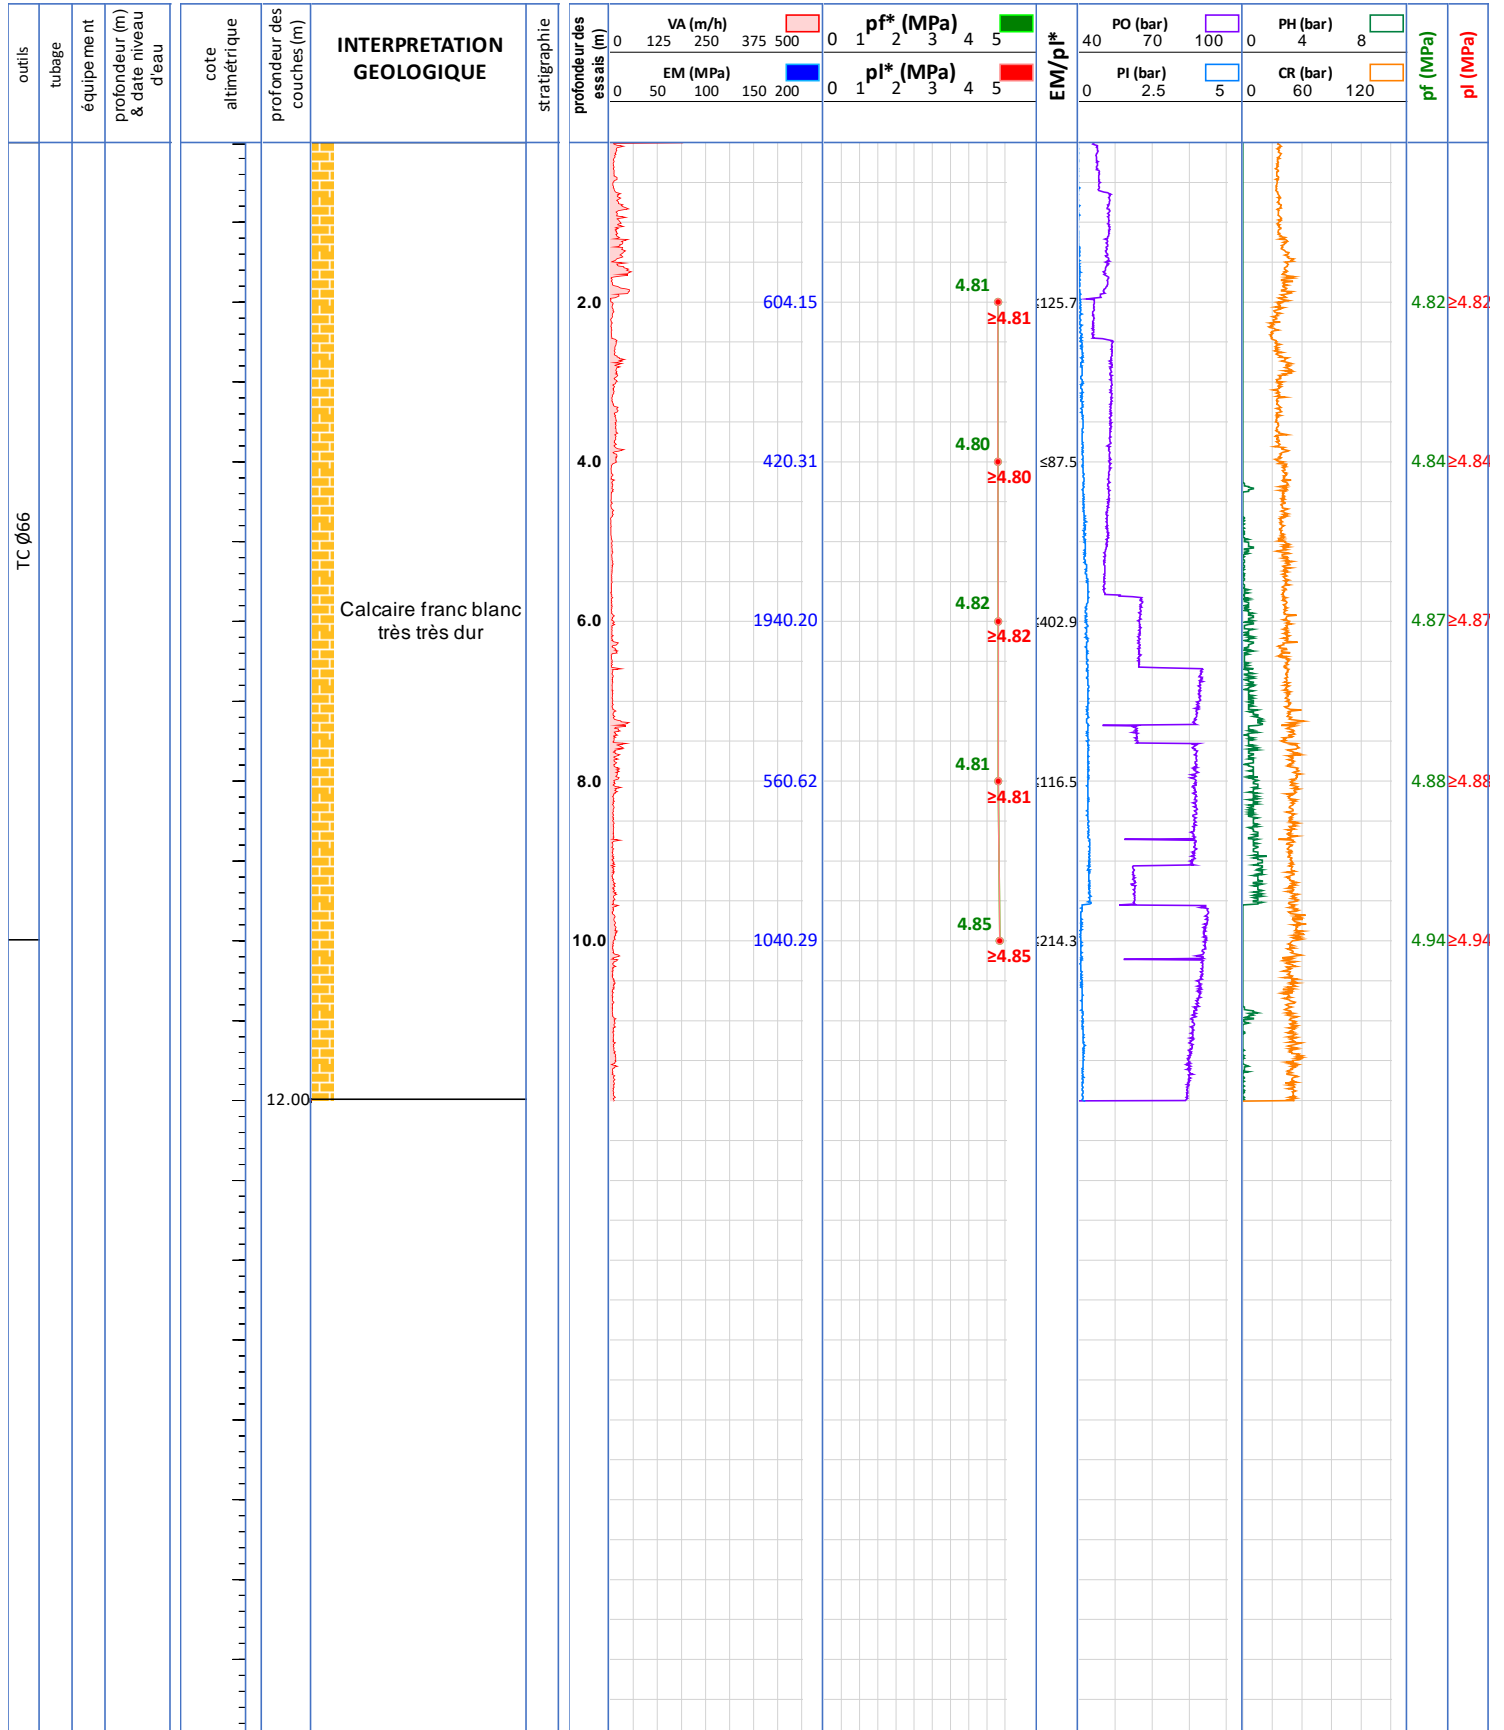 outils
tubage
équipement
profondeur (m)
& date niveau
d'eau
cote
altimétrique
profondeur des
couches (m)
INTERPRETATION
GEOLOGIQUE
stratigraphie
profondeur des
essais (m)
VA (m/h)
0 125 250 375 500
EM (MPa)
0 50 100 150 200
pf* (MPa)
0 1 2 3 4 5
pl* (MPa)
0 1 2 3 4 5
EM/pl*
PO (bar)
40 70 100
PI (bar)
0 2.5 5
PH (bar)
0 4 8
CR (bar)
0 60 120
pf (MPa)
pl (MPa)
4.81
2.0 604.15 ≥4.81 ≤125.7 4.82 ≥4.82
4.80
4.0 420.31 ≥4.80 ≤87.5 4.84 ≥4.84
TC Ø66
Calcaire franc blanc
très très dur
4.82
6.0 1940.20 ≥4.82 ≤402.9 4.87 ≥4.87
4.81
8.0 560.62 ≥4.81 ≤116.5 4.88 ≥4.88
4.85
10.0 1040.29 ≥4.85 ≤214.3 4.94 ≥4.94
12.00